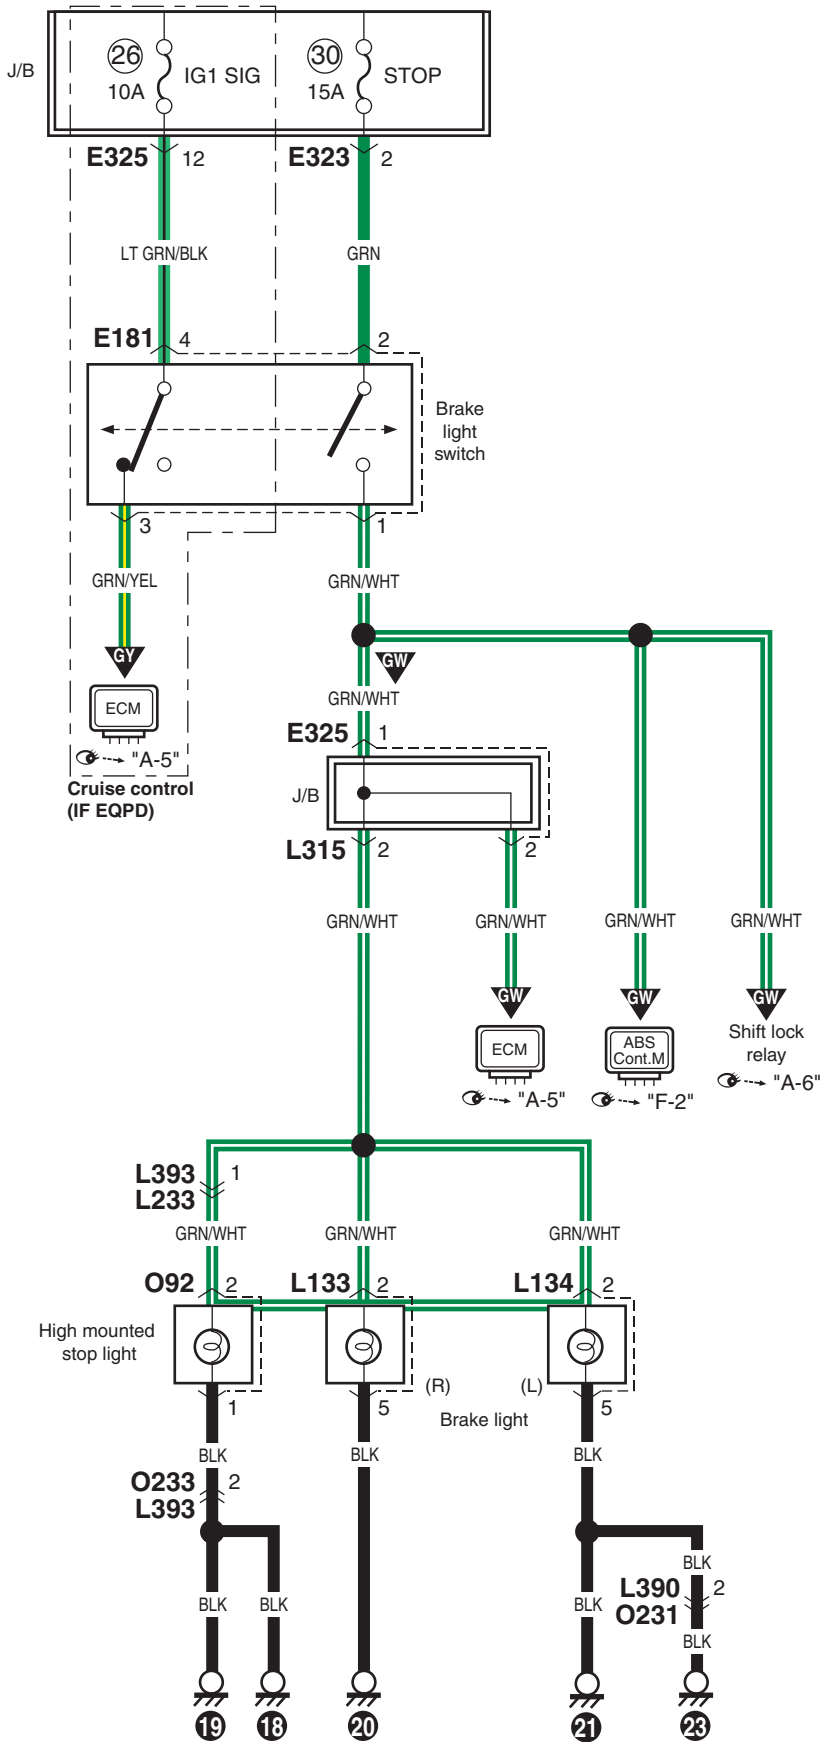 J/B
26
10A
IG1 SIG
30
15A
STOP
E325
12
E323
2
LT GRN/BLK
GRN
E181
4
2
Brake
light
switch
3
1
GRN/YEL
GRN/WHT
GY
GW
ECM
GRN/WHT
"A-5"
E325
1
Cruise control
(IF EQPD)
J/B
L315
2
2
GRN/WHT
GRN/WHT
GRN/WHT
GRN/WHT
GW
GW
GW
ECM
ABS
Cont.M
Shift lock
relay
"A-5"
"F-2"
"A-6"
L393
1
L233
GRN/WHT
GRN/WHT
GRN/WHT
O92
2
L133
2
L134
2
High mounted
stop light
(R)
(L)
1
5
5
Brake light
BLK
BLK
BLK
O233
2
L393
BLK
L390
2
O231
BLK
BLK
BLK
BLK
19
18
20
21
23